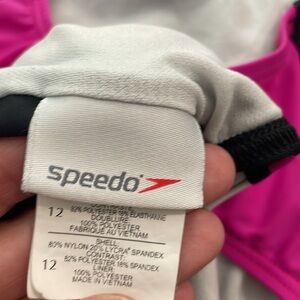 speedo
12 82% POLYESTER 18% ELASTHANNE
DOUBLURE:
100% POLYESTER
FABRIQUÉ AU VIETNAM
SHELL:
80% NYLON 20% LYCRA® SPANDEX
CONTRAST:
12 82% POLYESTER 18% SPANDEX
LINER:
100% POLYESTER
MADE IN VIETNAM